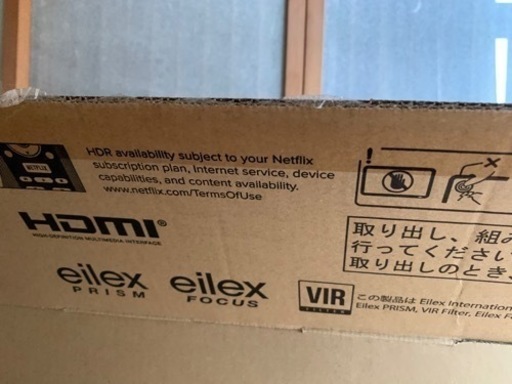 NETFLIX
HDR availability subject to your Netflix
subscription plan, Internet service, device
capabilities, and content availability.
www.netflix.com/TermsOfUse
HDMI®
HIGH-DEFINITION MULTIMEDIA INTERFACE
eilex
PRISM
eilex
FOCUS
VIR
FILTER
この製品は Eilex Internation
Eilex PRISM, VIR Filter, Eilex F
取り出し、組み
行ってください
取り出しのとき、